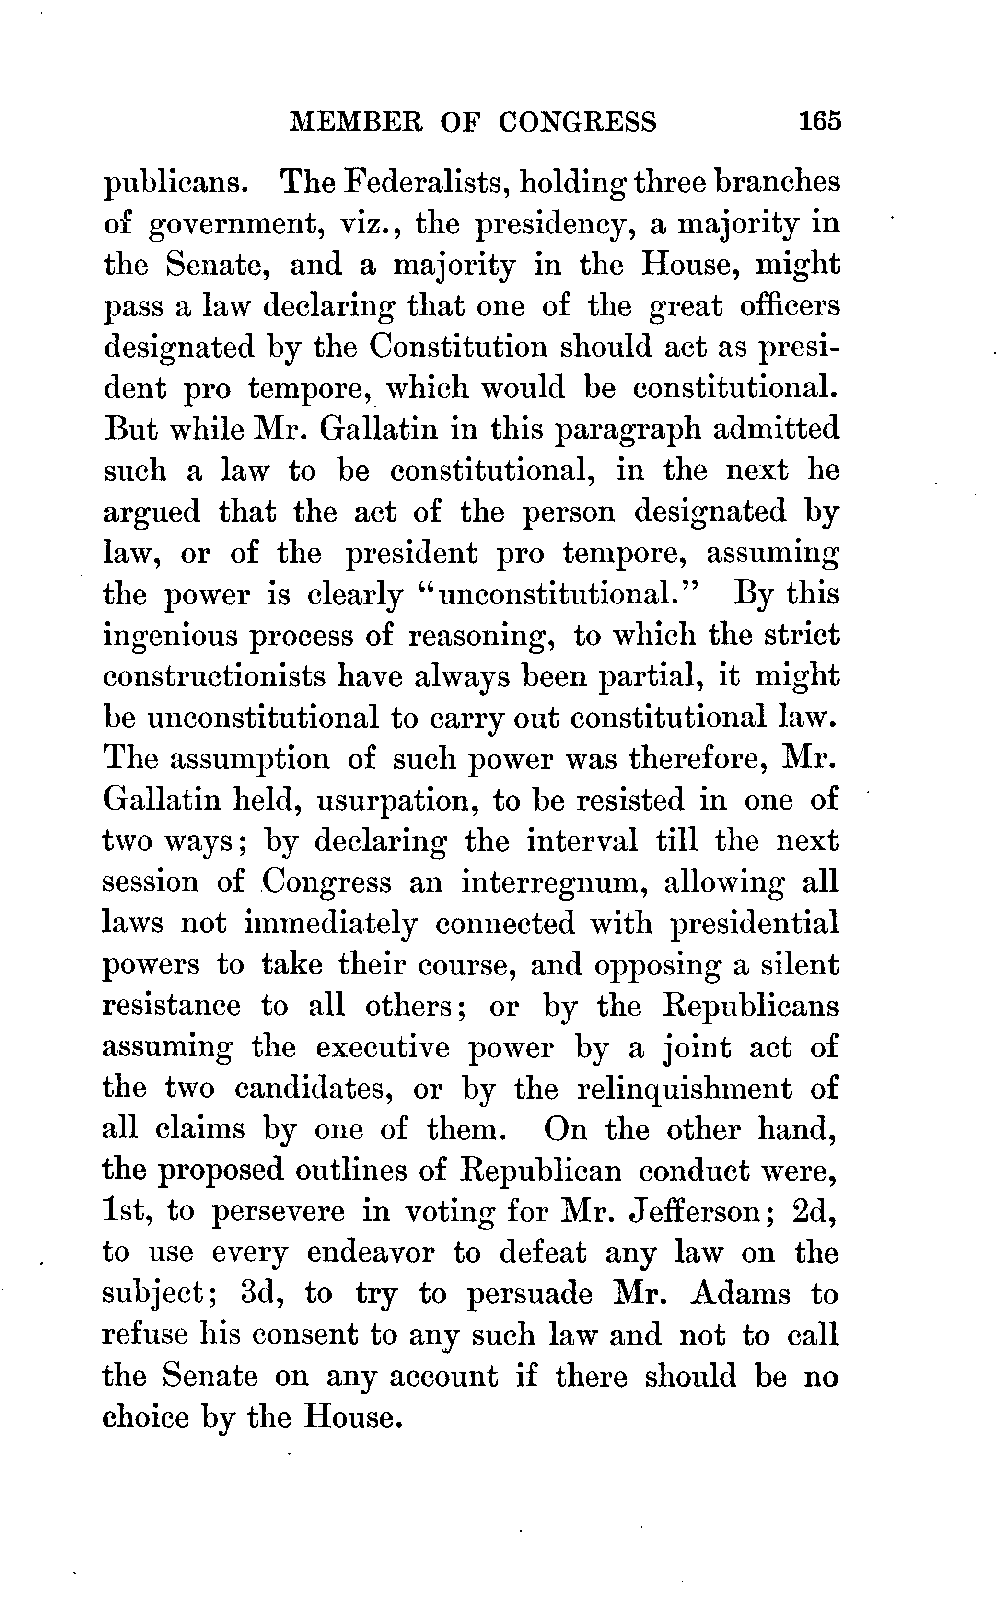 MEMBER OF CONGRESS 165
publicans. The Federalists, holding three branches
of government, viz., the presidency, a majority in
the Senate, and a majority in the House, might
pass a law declaring that one of the great officers
designated by the Constitution should act as presi-
dent pro tempore, which would be constitutional.
But while Mr. Gallatin in this paragraph admitted
such a law to be constitutional, in the next he
argued that the act of the person designated by
law, or of the president pro tempore, assuming
the power is clearly “unconstitutional.” By this
ingenious process of reasoning, to which the strict
constructionists have always been partial, it might
be unconstitutional to carry out constitutional law.
The assumption of such power was therefore, Mr.
Gallatin held, usurpation, to be resisted in one of
two ways; by declaring the interval till the next
session of Congress an interregnum, allowing all
laws not immediately connected with presidential
powers to take their course, and opposing a silent
resistance to all others; or by the Republicans
assuming the executive power by a joint act of
the two candidates, or by the relinquishment of
all claims by one of them. On the other hand,
the proposed outlines of Republican conduct were,
1st, to persevere in voting for Mr. Jefferson; 2d,
to use every endeavor to defeat any law on the
subject; 3d, to try to persuade Mr. Adams to
refuse his consent to any such law and not to call
the Senate on any account if there should be no
choice by the House.